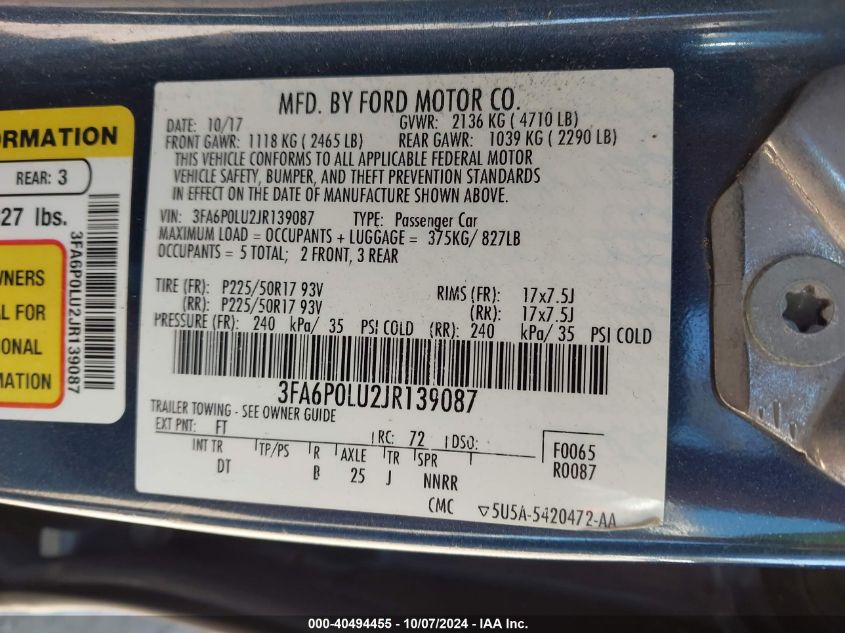 ORMATION
REAR: 3
27 lbs.
WNERS
AL FOR
IONAL
MATION
3FA6P0LU2JR139087
MFD. BY FORD MOTOR CO.
DATE: 10/17 GVWR: 2136 KG ( 4710 LB)
FRONT GAWR: 1118 KG ( 2465 LB) REAR GAWR: 1039 KG ( 2290 LB)
THIS VEHICLE CONFORMS TO ALL APPLICABLE FEDERAL MOTOR
VEHICLE SAFETY, BUMPER, AND THEFT PREVENTION STANDARDS
IN EFFECT ON THE DATE OF MANUFACTURE SHOWN ABOVE.
VIN: 3FA6P0LU2JR139087 TYPE: Passenger Car
MAXIMUM LOAD = OCCUPANTS + LUGGAGE = 375KG/ 827LB
OCCUPANTS = 5 TOTAL; 2 FRONT, 3 REAR
TIRE (FR): P225/50R17 93V RIMS (FR): 17x7.5J
(RR): P225/50R17 93V (RR): 17x7.5J
PRESSURE (FR): 240 kPa/ 35 PSI COLD (RR): 240 kPa/ 35 PSI COLD
3FA6P0LU2JR139087
TRAILER TOWING - SEE OWNER GUIDE
EXT PNT: FT RC: 72 DSO: F0065
INT TR TP/PS R AXLE TR SPR R0087
DT B 25 J NNRR
CMC ▽5U5A-5420472-AA
000-40494455 - 10/07/2024 - IAA Inc.